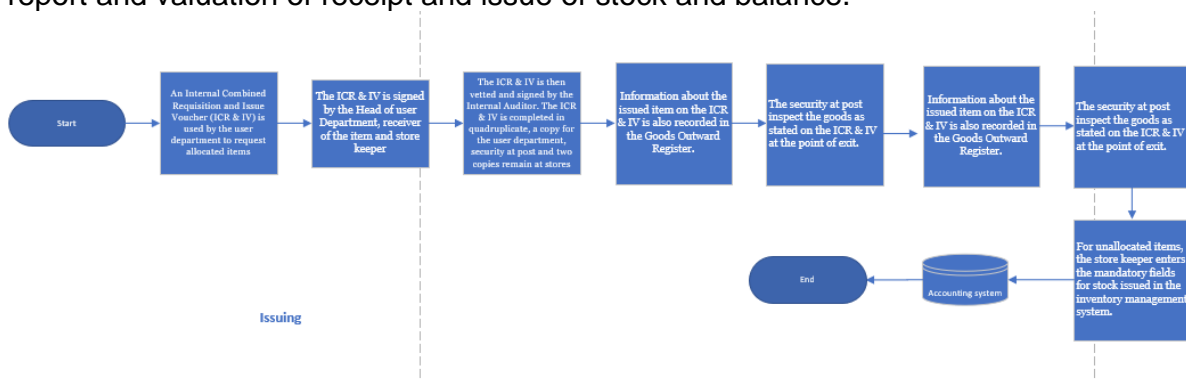 report and valuation of receipt and issue of stock and balance.
Start
An Internal Combined
Requisition and Issue
Voucher (ICR & IV) is
used by the user
department to request
allocated items
The ICR & IV is signed
by the Head of user
Department, receiver
of the item and store
keeper
The ICR & IV is then
vetted and signed by the
Internal Auditor. The ICR
& IV is completed in
quadruplicate, a copy for
the user department,
security at post and two
copies remain at stores
Information about the
issued item on the ICR
& IV is also recorded in
the Goods Outward
Register.
The security at post
inspect the goods as
stated on the ICR & IV
at the point of exit.
Information about the
issued item on the ICR
& IV is also recorded in
the Goods Outward
Register.
The security at post
inspect the goods as
stated on the ICR & IV
at the point of exit.
For unallocated items,
the store keeper enters
the mandatory fields
for stock issued in the
inventory management
system.
Accounting system
End
Issuing